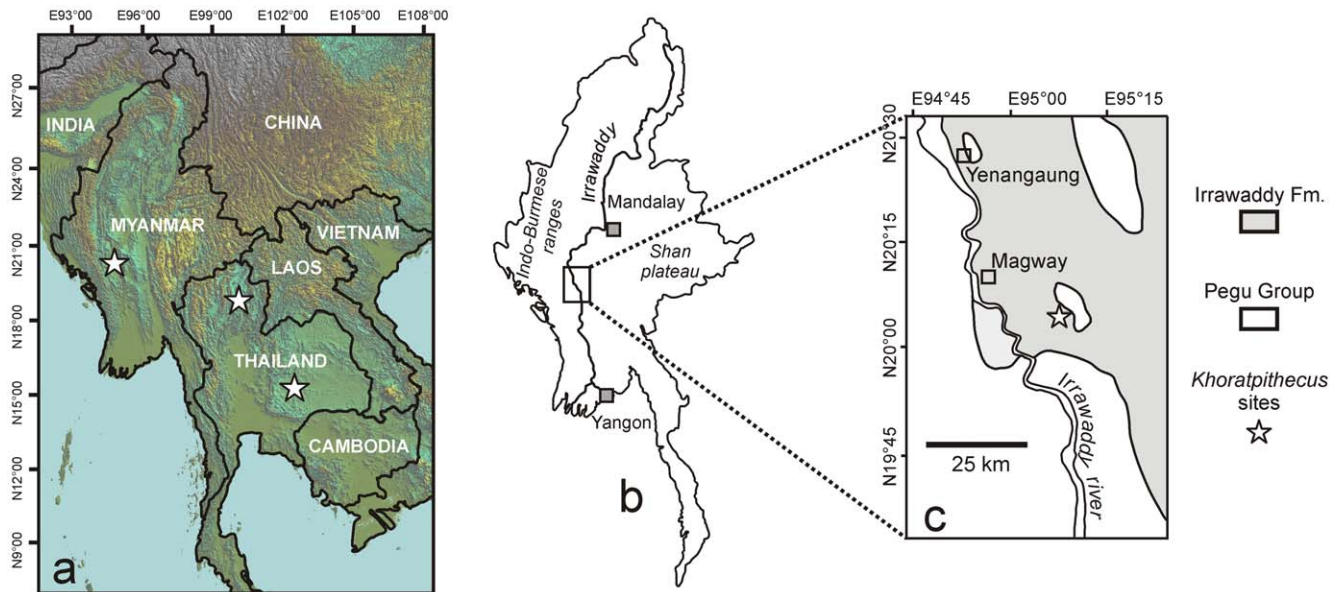 E93°00 E96°00 E99°00 E102°00 E105°00 E108°00
N27°00
N24°00
N21°00
N18°00
N15°00
N12°00
N9°00
INDIA
CHINA
MYANMAR
VIETNAM
LAOS
THAILAND
CAMBODIA
a
Indo-Burmese
ranges
Irrawaddy
Mandalay
Shan
plateau
Yangon
b
E94°45 E95°00 E95°15
N20°30
N20°15
N20°00
N19°45
Yenangaung
Magway
Irrawaddy river
25 km
c
Irrawaddy Fm.
Pegu Group
Khoratpithecus
sites